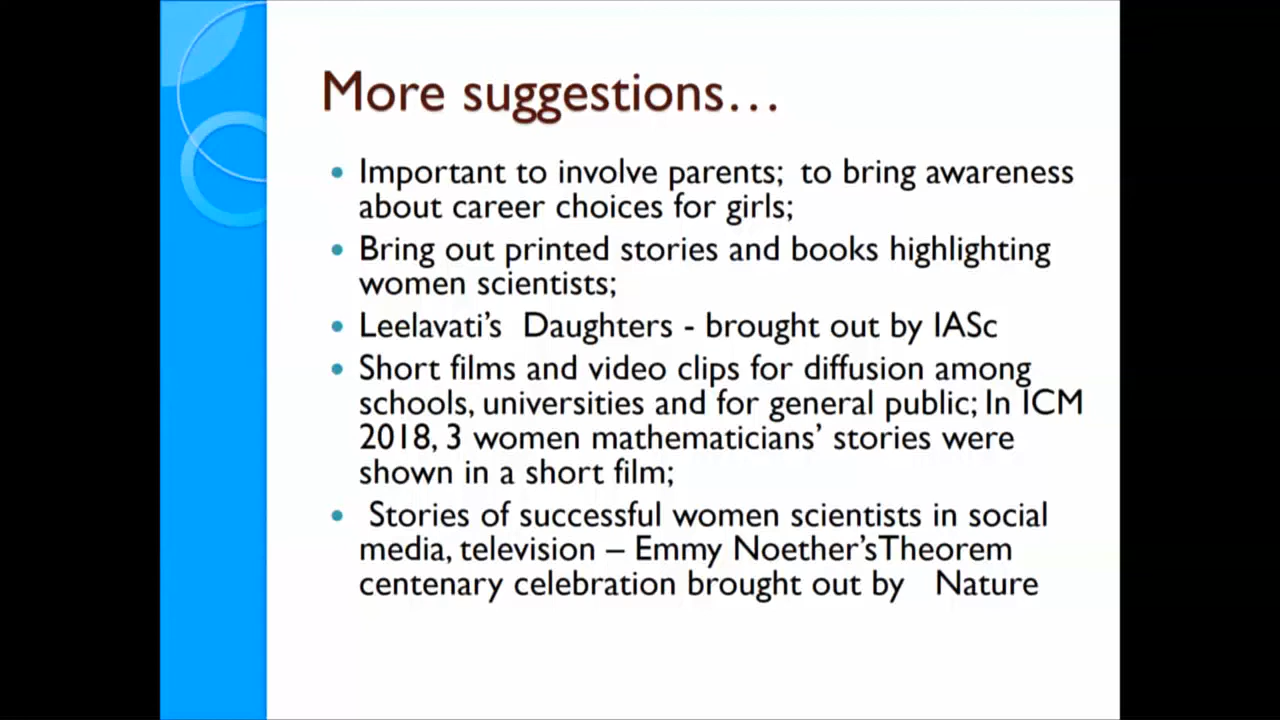 More suggestions…
• Important to involve parents; to bring awareness
about career choices for girls;
• Bring out printed stories and books highlighting
women scientists;
• Leelavati’s Daughters - brought out by IASc
• Short films and video clips for diffusion among
schools, universities and for general public; In ICM
2018, 3 women mathematicians’ stories were
shown in a short film;
• Stories of successful women scientists in social
media, television – Emmy Noether’sTheorem
centenary celebration brought out by Nature